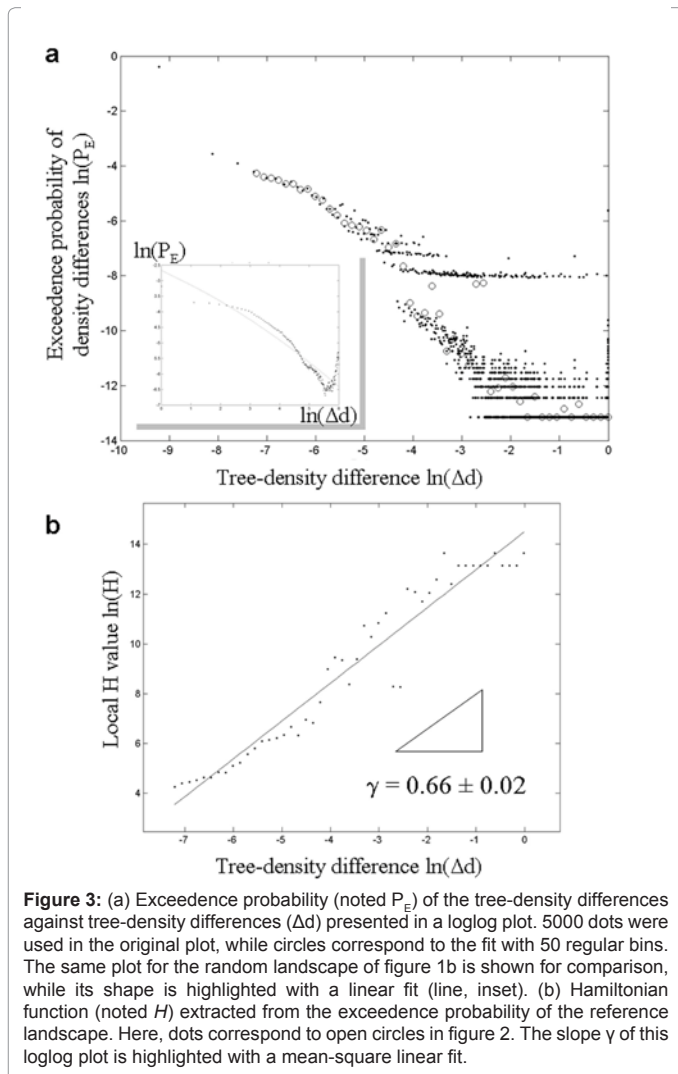 a
0
-2
-4
-6
-8
-10
-12
-14
Exceedence probability of
density differences ln(P_E)
ln(P_E)
ln(Δd)
-10 -9 -8 -7 -6 -5 -4 -3 -2 -1 0
Tree-density difference ln(Δd)
b
14
12
10
8
6
4
Local H value ln(H)
γ = 0.66 ± 0.02
-7 -6 -5 -4 -3 -2 -1 0
Tree-density difference ln(Δd)
Figure 3: (a) Exceedence probability (noted P_E) of the tree-density differences
against tree-density differences (Δd) presented in a loglog plot. 5000 dots were
used in the original plot, while circles correspond to the fit with 50 regular bins.
The same plot for the random landscape of figure 1b is shown for comparison,
while its shape is highlighted with a linear fit (line, inset). (b) Hamiltonian
function (noted H) extracted from the exceedence probability of the reference
landscape. Here, dots correspond to open circles in figure 2. The slope γ of this
loglog plot is highlighted with a mean-square linear fit.